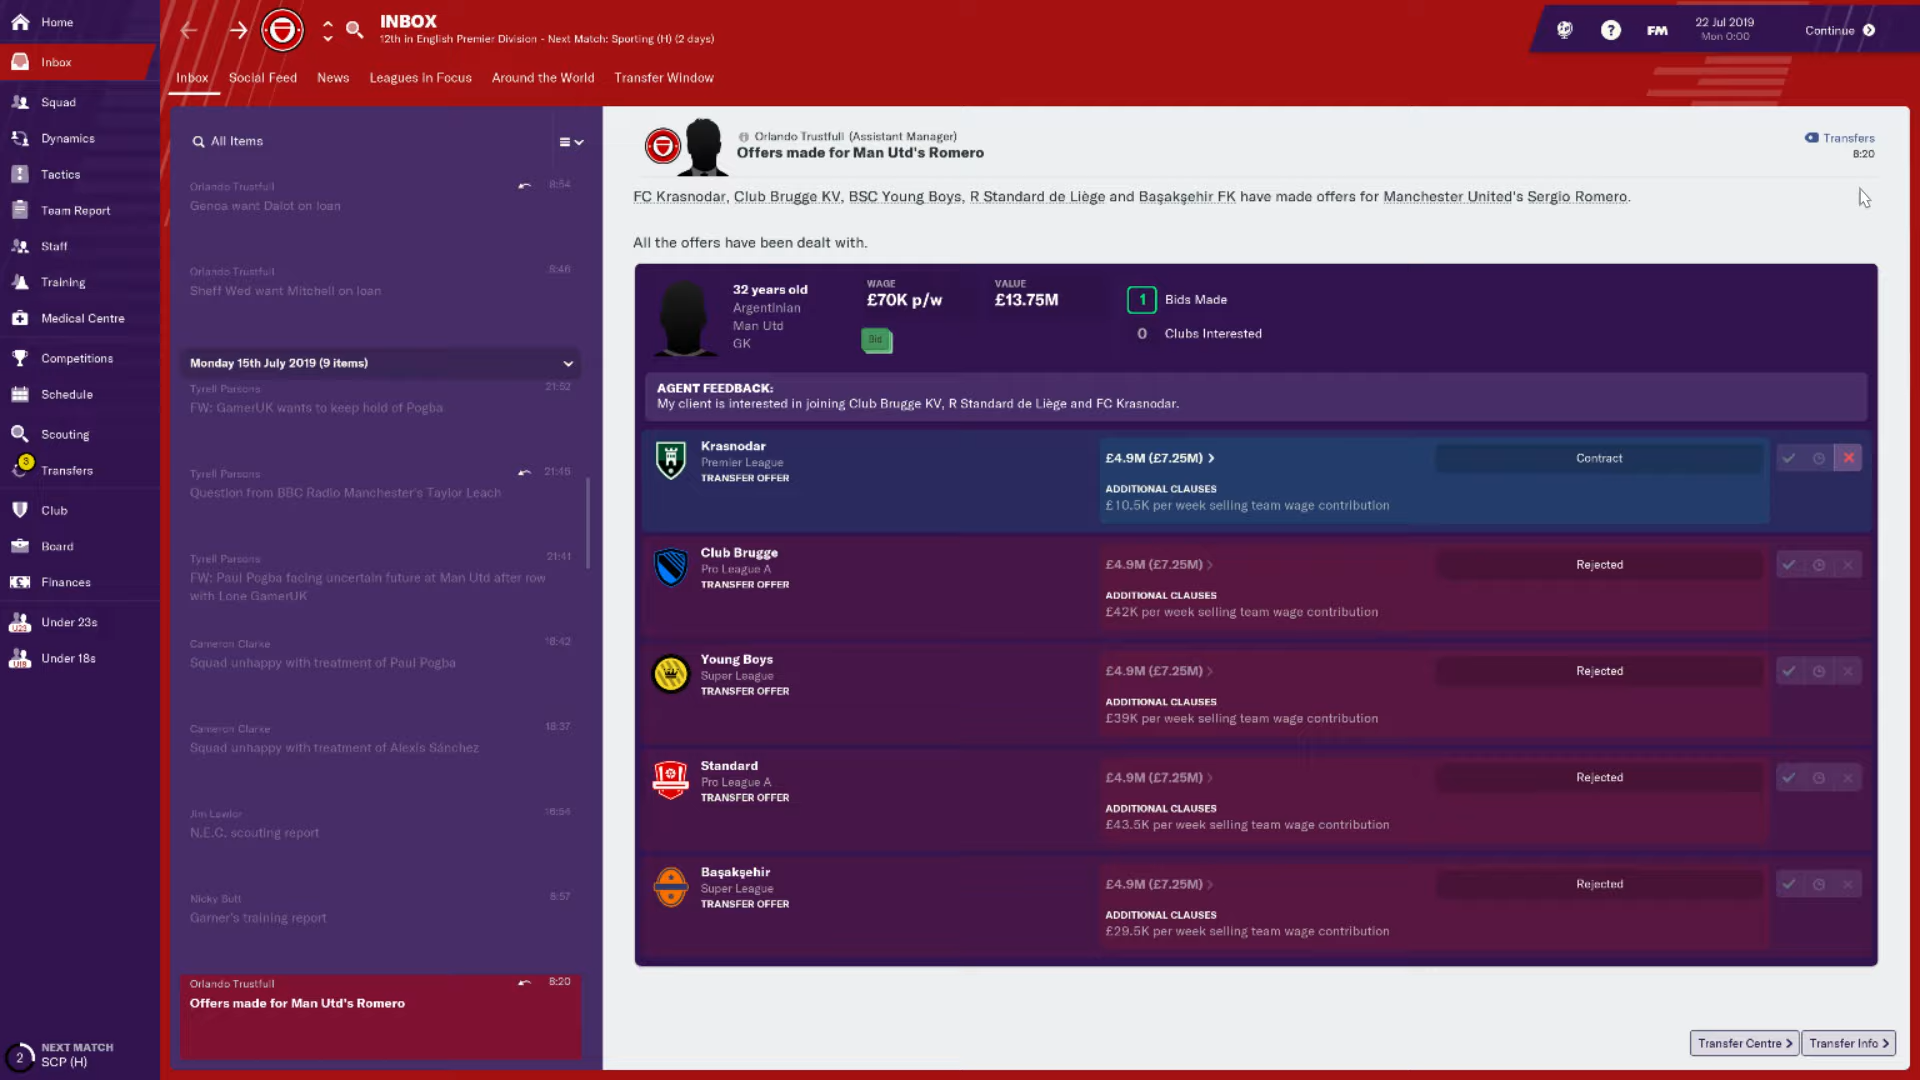 Home
Inbox
Squad
Dynamics
Tactics
Team Report
Staff
Training
Medical Centre
Competitions
Schedule
Scouting
3
Transfers
Club
Board
Finances
U23
Under 23s
U18
Under 18s
2
NEXT MATCH
SCP (H)
INBOX
12th in English Premier Division - Next Match: Sporting (H) (2 days)
?
FM
22 Jul 2019
Mon 0:00
Continue
Inbox
Social Feed
News
Leagues In Focus
Around the World
Transfer Window
All Items
Orlando Trustfull
8:54
Genoa want Dalot on loan
Orlando Trustfull
8:46
Sheff Wed want Mitchell on loan
Monday 15th July 2019 (9 items)
Tyrell Parsons
21:52
FW: GamerUK wants to keep hold of Pogba
Tyrell Parsons
21:45
Question from BBC Radio Manchester's Taylor Leach
Tyrell Parsons
21:41
FW: Paul Pogba facing uncertain future at Man Utd after row
with Lone GamerUK
Cameron Clarke
18:42
Squad unhappy with treatment of Paul Pogba
Cameron Clarke
18:37
Squad unhappy with treatment of Alexis Sánchez
Jim Lawlor
16:54
N.E.C. scouting report
Nicky Butt
8:57
Garner's training report
Orlando Trustfull
8:20
Offers made for Man Utd's Romero
Orlando Trustfull (Assistant Manager)
Offers made for Man Utd's Romero
Transfers
8:20
FC Krasnodar, Club Brugge KV, BSC Young Boys, R Standard de Liège and Başakşehir FK have made offers for Manchester United's Sergio Romero.
All the offers have been dealt with.
32 years old
Argentinian
Man Utd
GK
WAGE
£70K p/w
Bid
VALUE
£13.75M
1 Bids Made
0 Clubs Interested
AGENT FEEDBACK:
My client is interested in joining Club Brugge KV, R Standard de Liège and FC Krasnodar.
Krasnodar
Premier League
TRANSFER OFFER
£4.9M (£7.25M)
Contract
ADDITIONAL CLAUSES
£10.5K per week selling team wage contribution
Club Brugge
Pro League A
TRANSFER OFFER
£4.9M (£7.25M)
Rejected
ADDITIONAL CLAUSES
£42K per week selling team wage contribution
Young Boys
Super League
TRANSFER OFFER
£4.9M (£7.25M)
Rejected
ADDITIONAL CLAUSES
£39K per week selling team wage contribution
Standard
Pro League A
TRANSFER OFFER
£4.9M (£7.25M)
Rejected
ADDITIONAL CLAUSES
£43.5K per week selling team wage contribution
Başakşehir
Super League
TRANSFER OFFER
£4.9M (£7.25M)
Rejected
ADDITIONAL CLAUSES
£29.5K per week selling team wage contribution
Transfer Centre
Transfer Info